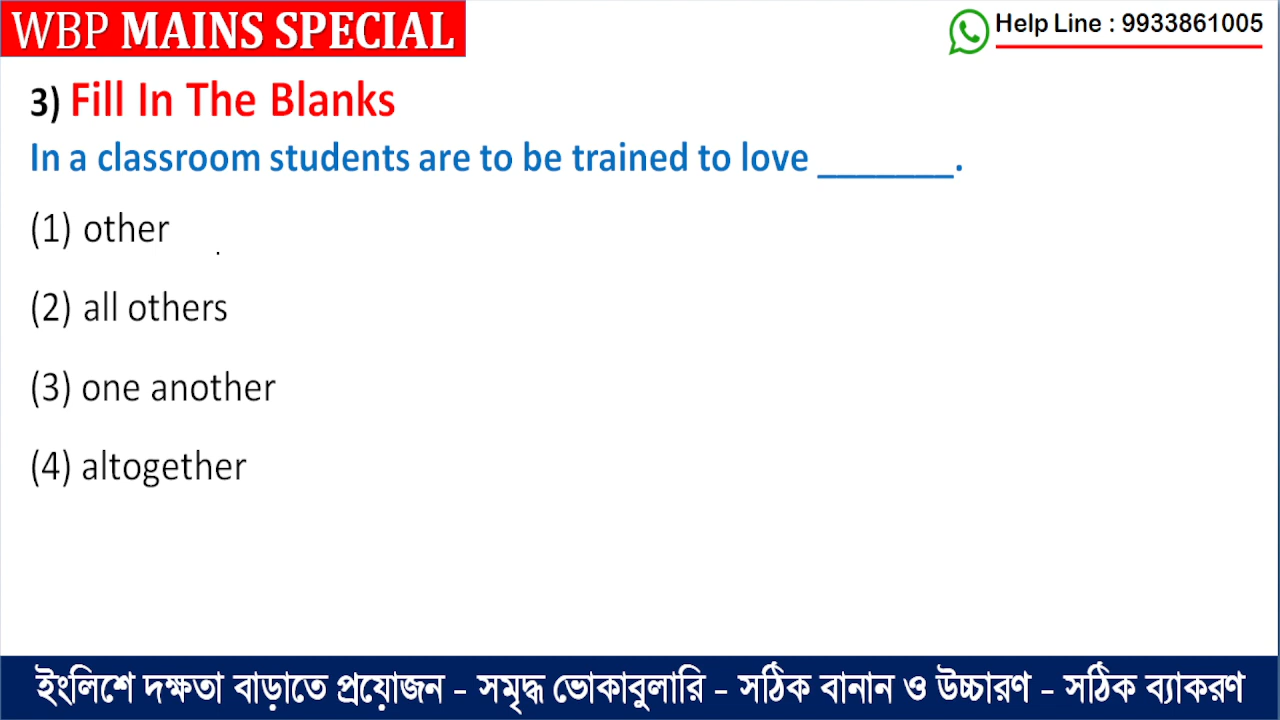 WBP MAINS SPECIAL
Help Line : 9933861005
3) Fill In The Blanks
In a classroom students are to be trained to love _______.
(1) other
(2) all others
(3) one another
(4) altogether
ইংলিশে দক্ষতা বাড়াতে প্রয়োজন - সমৃদ্ধ ভোকাবুলারি - সঠিক বানান ও উচ্চারণ - সঠিক ব্যাকরণ